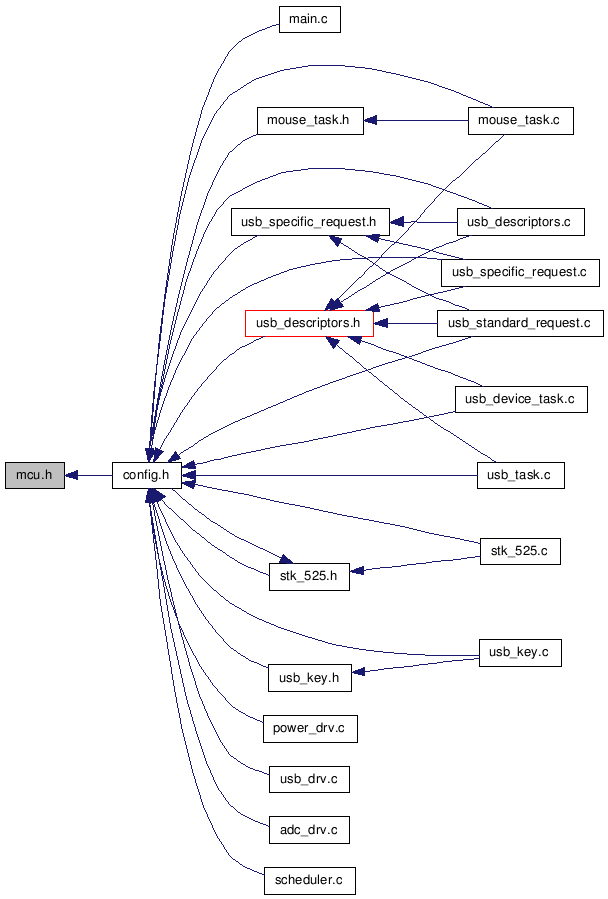 main.c
mouse_task.h
mouse_task.c
usb_specific_request.h
usb_descriptors.c
usb_specific_request.c
usb_descriptors.h
usb_standard_request.c
usb_device_task.c
mcu.h
config.h
usb_task.c
stk_525.c
stk_525.h
usb_key.c
usb_key.h
power_drv.c
usb_drv.c
adc_drv.c
scheduler.c